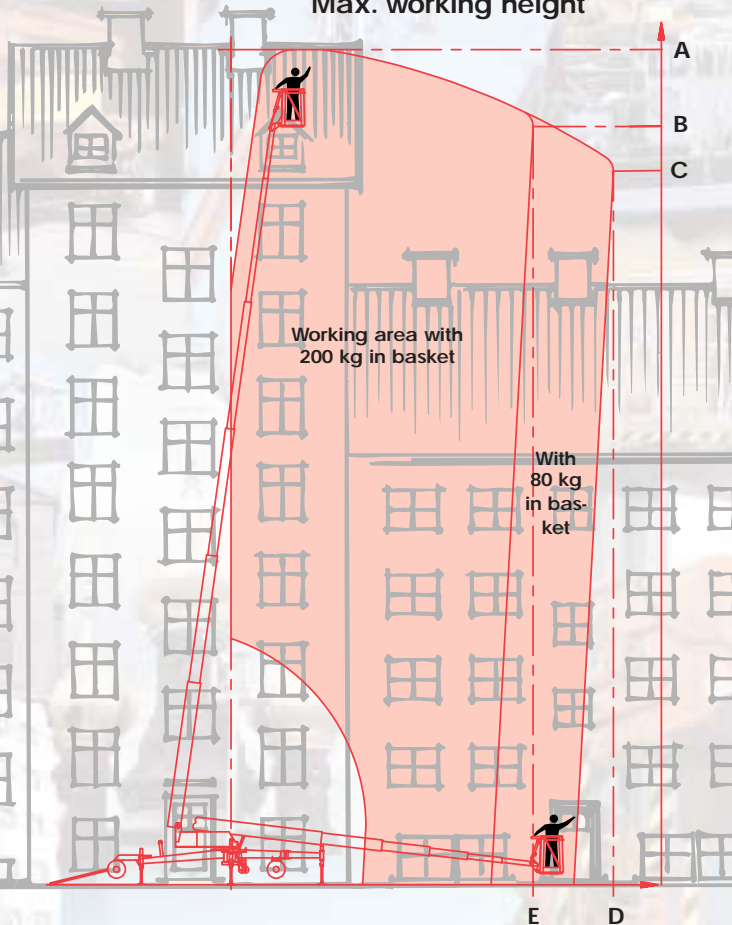 Max. working height
A
B
C
Working area with
200 kg in basket
With
80 kg
in bas-
ket
E
D